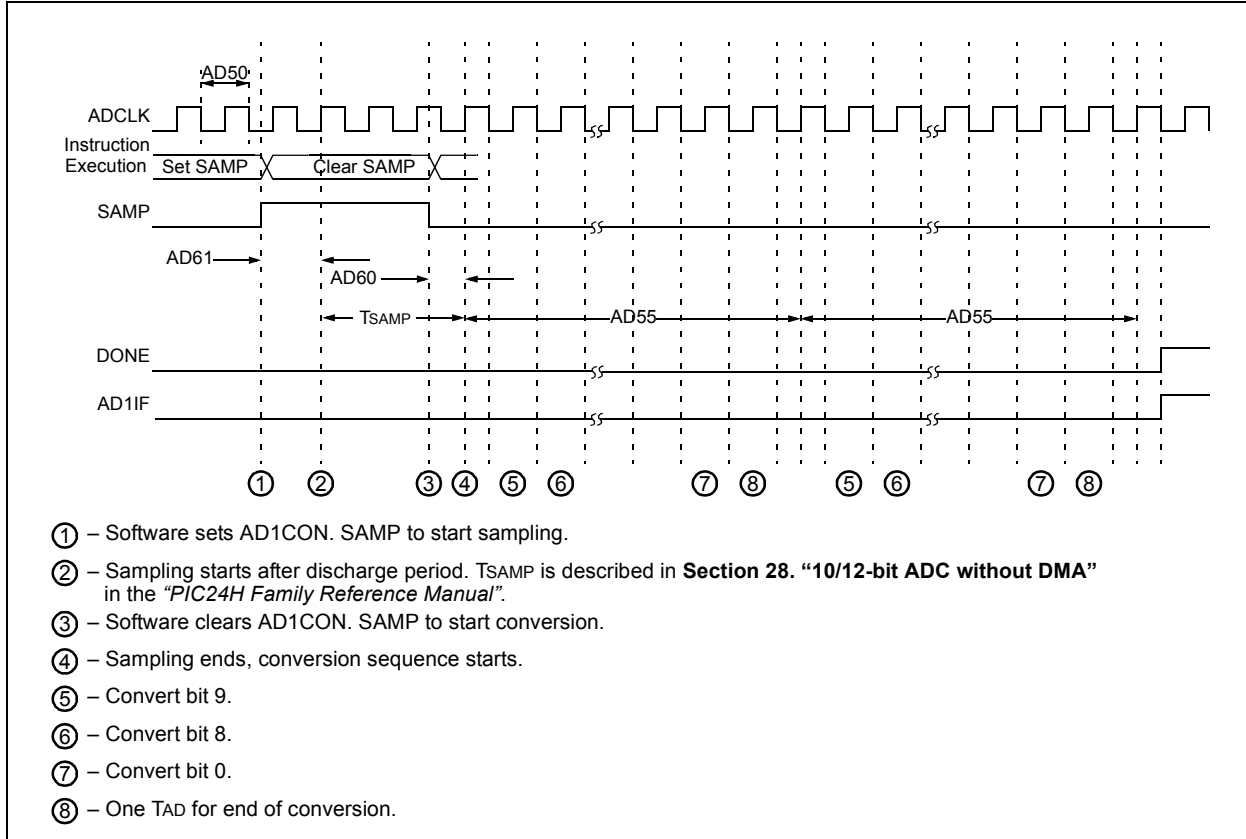 AD50
ADCLK
Instruction
Execution Set SAMP Clear SAMP
SAMP
AD61
AD60
TSAMP AD55 AD55
DONE
AD1IF
1 2 3 4 5 6 7 8 5 6 7 8
1 – Software sets AD1CON. SAMP to start sampling.
2 – Sampling starts after discharge period. TSAMP is described in Section 28. “10/12-bit ADC without DMA”
in the “PIC24H Family Reference Manual”.
3 – Software clears AD1CON. SAMP to start conversion.
4 – Sampling ends, conversion sequence starts.
5 – Convert bit 9.
6 – Convert bit 8.
7 – Convert bit 0.
8 – One TAD for end of conversion.